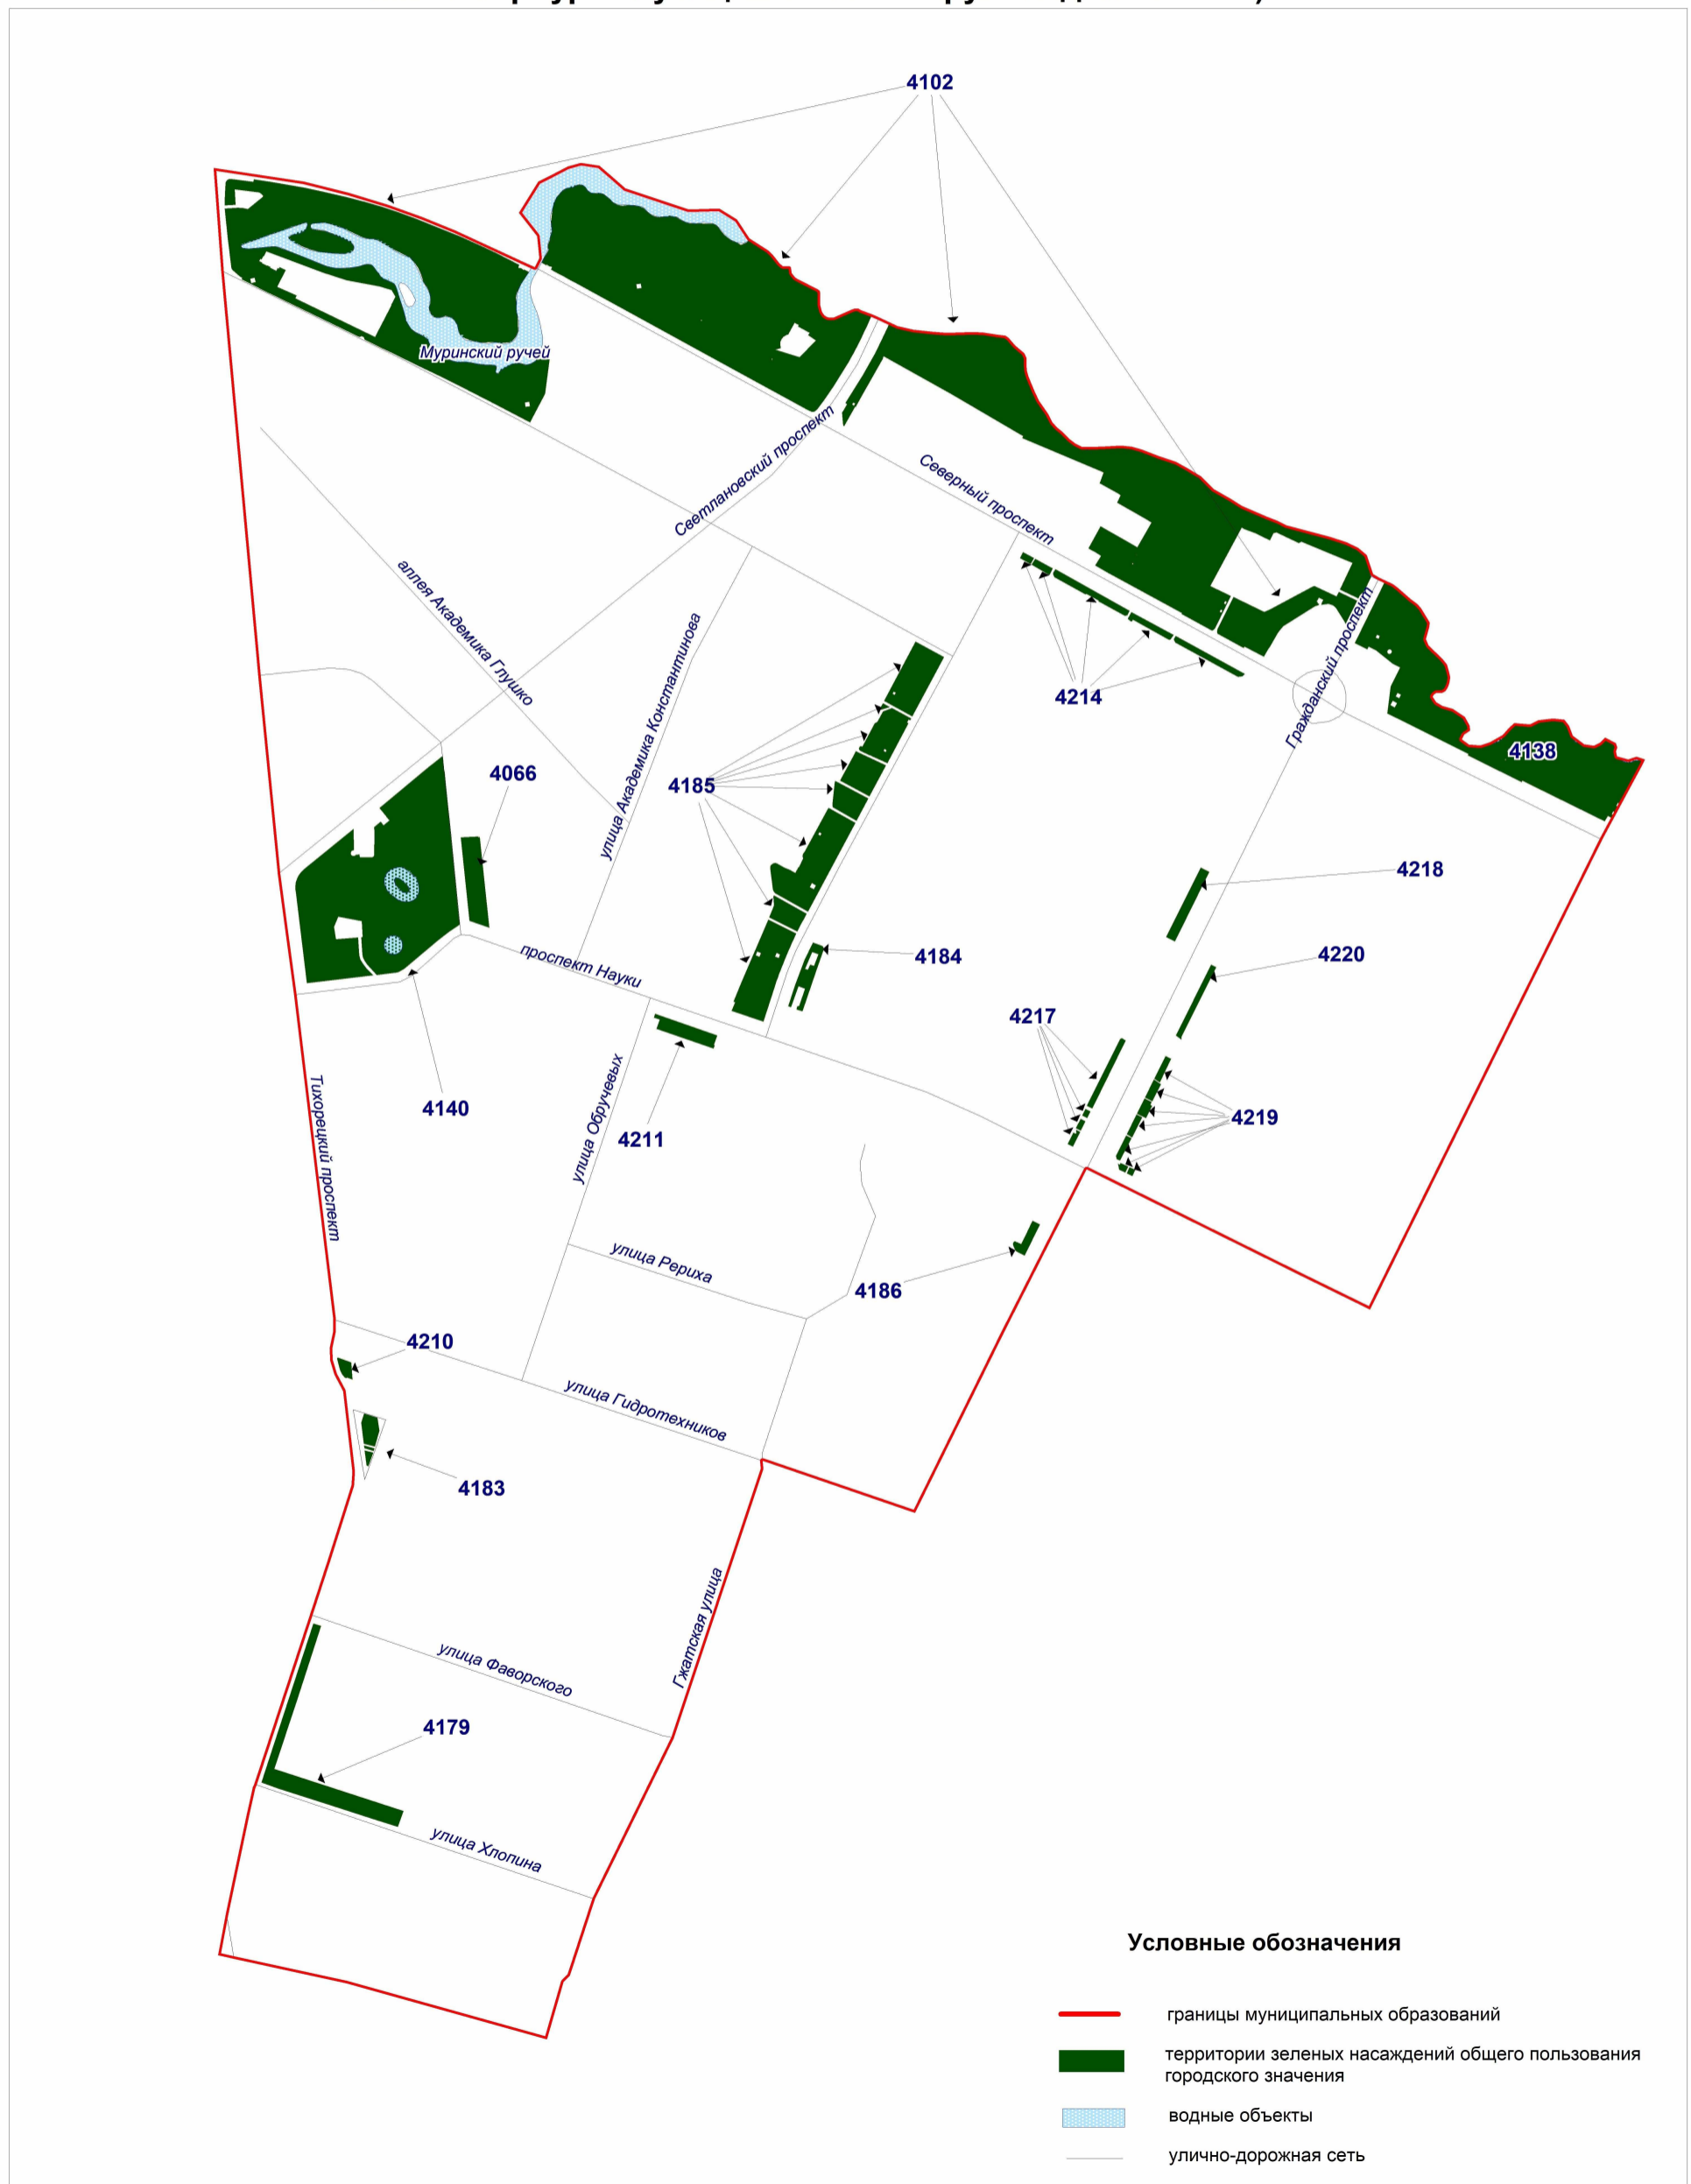 4102
Муринский ручей
Светлановский проспект
Северный проспект
аллея Академика Глушко
улица Академика Константинова
4214
Гражданский проспект
4138
4066
4185
4218
4184
4220
проспект Науки
4217
Тихорецкий проспект
4140
улица Обручевых
4211
4219
улица Рериха
4186
4210
улица Гидротехников
4183
Гжатская улица
улица Фаворского
4179
улица Хлопина
Условные обозначения
границы муниципальных образований
территории зеленых насаждений общего пользования
городского значения
водные объекты
улично-дорожная сеть